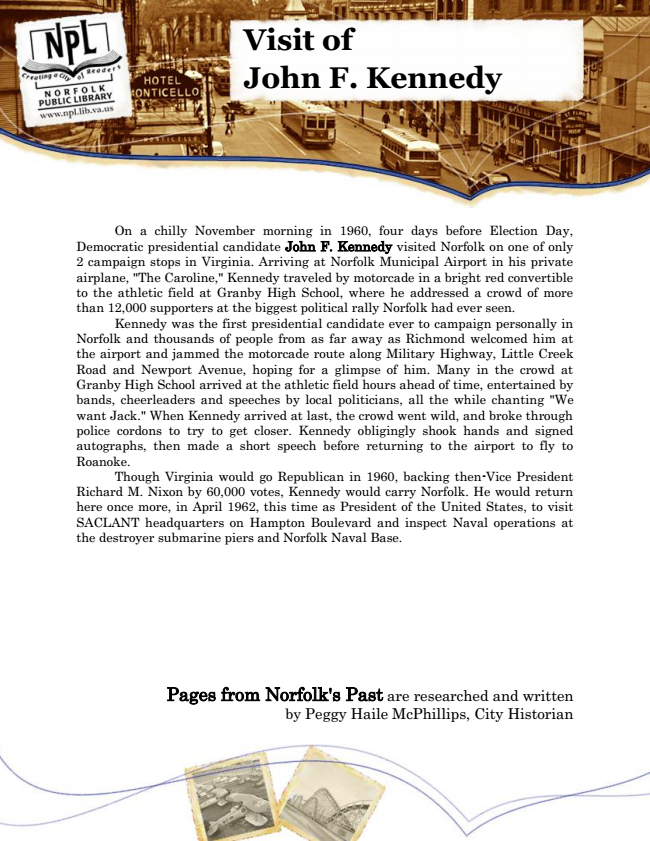 NPL
Creating a City of Readers
NORFOLK
PUBLIC LIBRARY
www.npl.lib.va.us
HOTEL
MONTICELLO
MONTICELLO
Visit of
John F. Kennedy
On a chilly November morning in 1960, four days before Election Day,
Democratic presidential candidate John F. Kennedy visited Norfolk on one of only
2 campaign stops in Virginia. Arriving at Norfolk Municipal Airport in his private
airplane, "The Caroline," Kennedy traveled by motorcade in a bright red convertible
to the athletic field at Granby High School, where he addressed a crowd of more
than 12,000 supporters at the biggest political rally Norfolk had ever seen.
Kennedy was the first presidential candidate ever to campaign personally in
Norfolk and thousands of people from as far away as Richmond welcomed him at
the airport and jammed the motorcade route along Military Highway, Little Creek
Road and Newport Avenue, hoping for a glimpse of him. Many in the crowd at
Granby High School arrived at the athletic field hours ahead of time, entertained by
bands, cheerleaders and speeches by local politicians, all the while chanting "We
want Jack." When Kennedy arrived at last, the crowd went wild, and broke through
police cordons to try to get closer. Kennedy obligingly shook hands and signed
autographs, then made a short speech before returning to the airport to fly to
Roanoke.
Though Virginia would go Republican in 1960, backing then-Vice President
Richard M. Nixon by 60,000 votes, Kennedy would carry Norfolk. He would return
here once more, in April 1962, this time as President of the United States, to visit
SACLANT headquarters on Hampton Boulevard and inspect Naval operations at
the destroyer submarine piers and Norfolk Naval Base.
Pages from Norfolk's Past are researched and written
by Peggy Haile McPhillips, City Historian